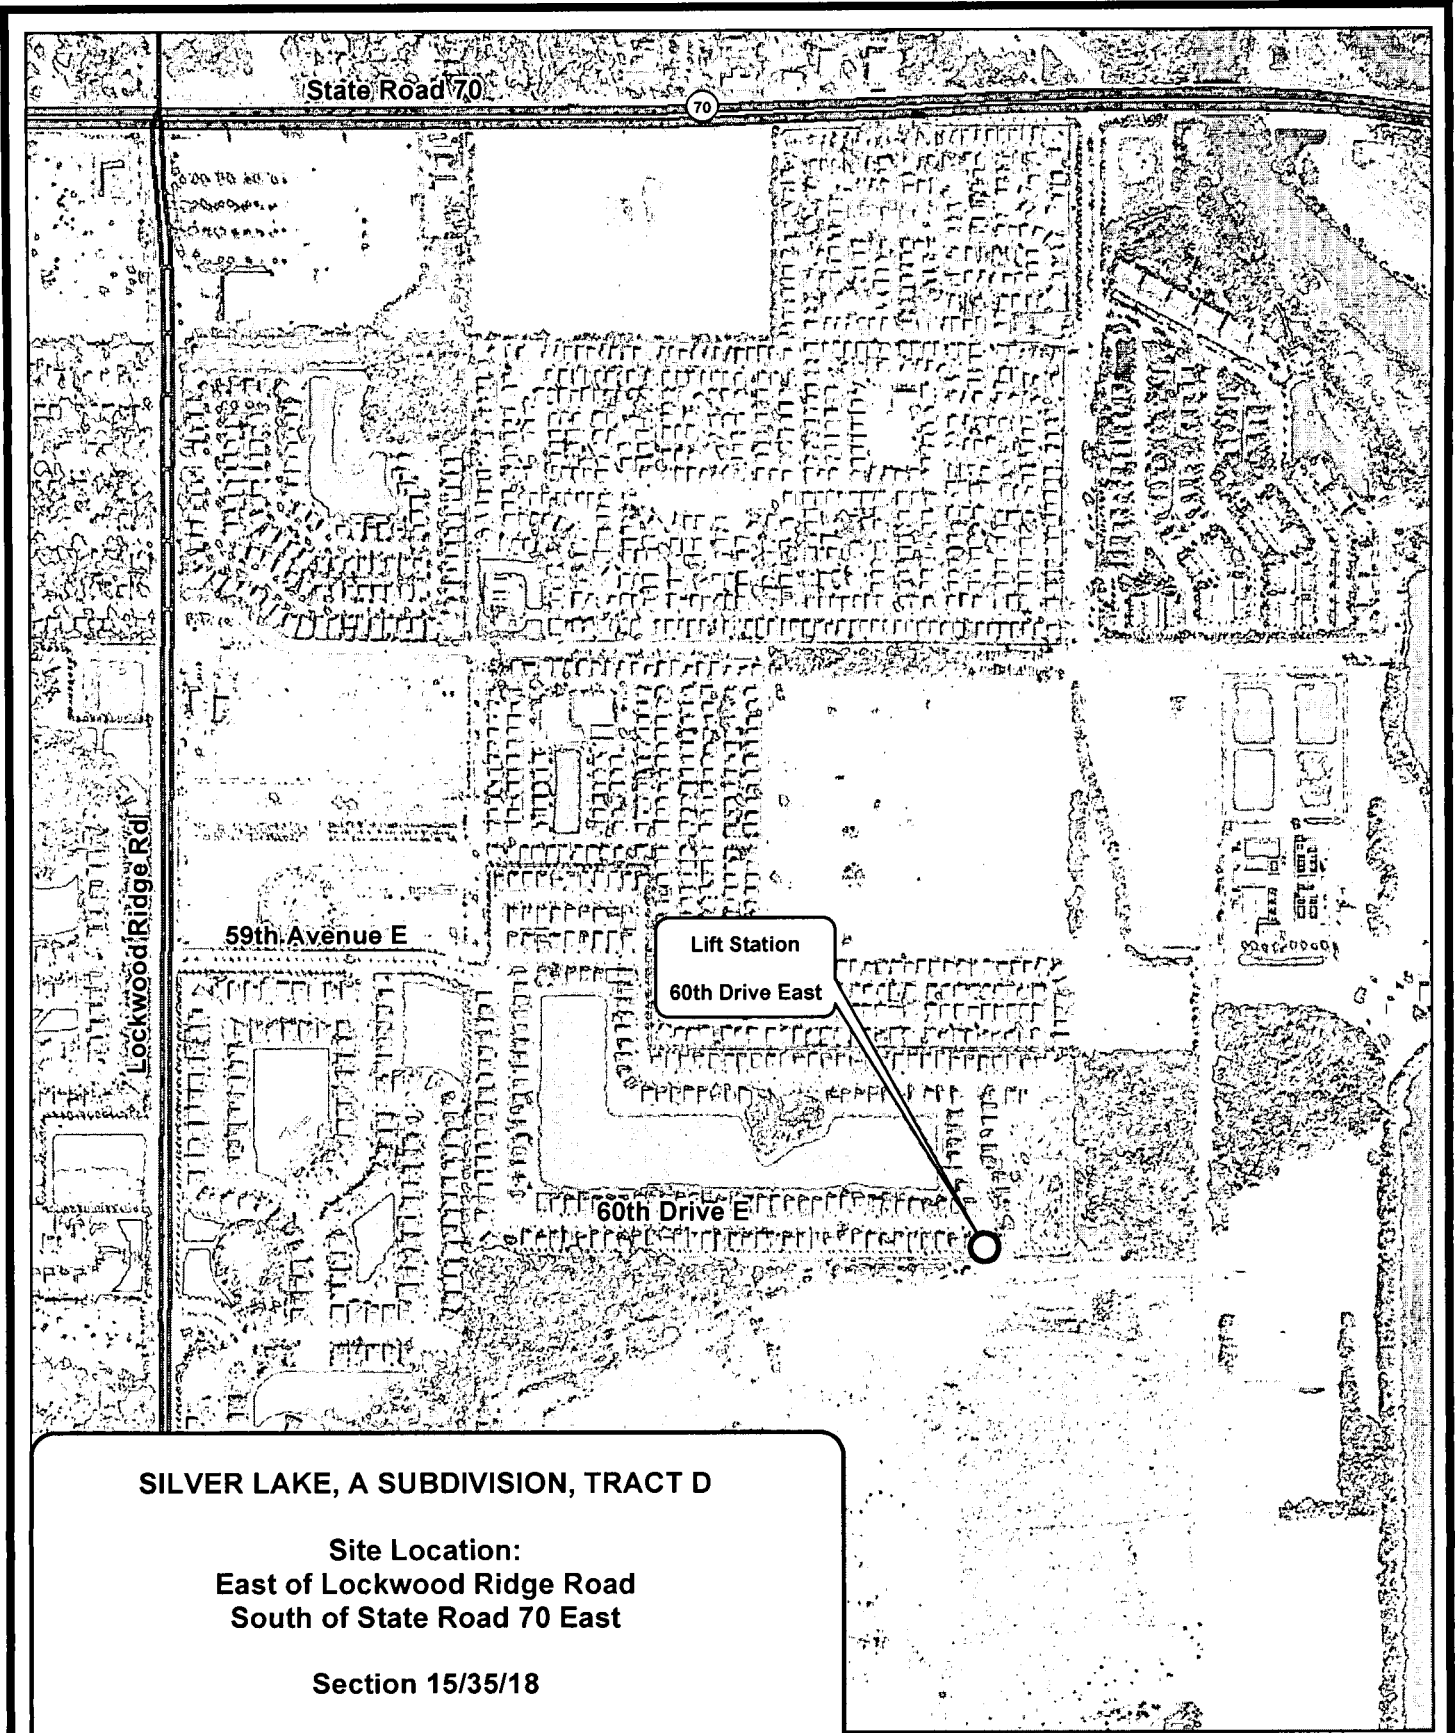 State Road 70
70
Lockwood Ridge Rd
59th Avenue E
Lift Station
60th Drive East
60th Drive E
SILVER LAKE, A SUBDIVISION, TRACT D
Site Location:
East of Lockwood Ridge Road
South of State Road 70 East
Section 15/35/18